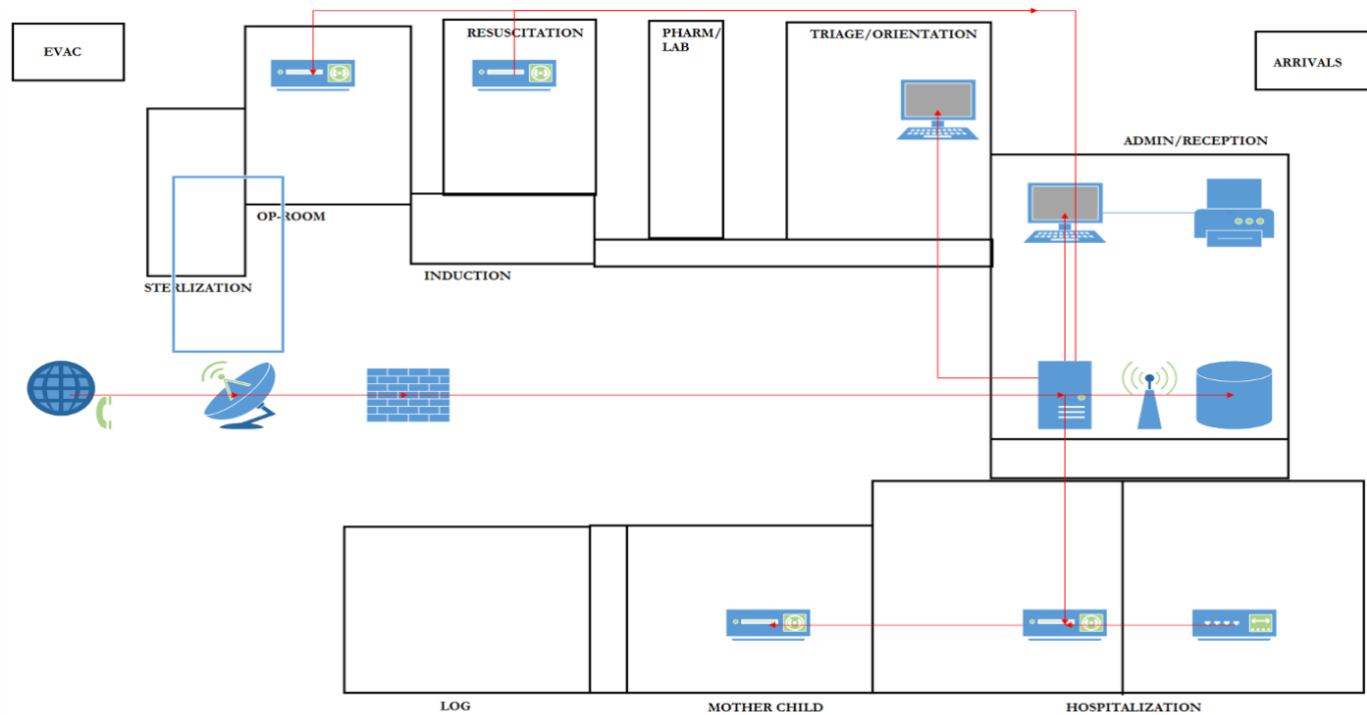 EVAC
RESUSCITATION
PHARM/
LAB
TRIAGE/ORIENTATION
ARRIVALS
ADMIN/RECEPTION
OP-ROOM
INDUCTION
STERLIZATION
LOG
MOTHER CHILD
HOSPITALIZATION